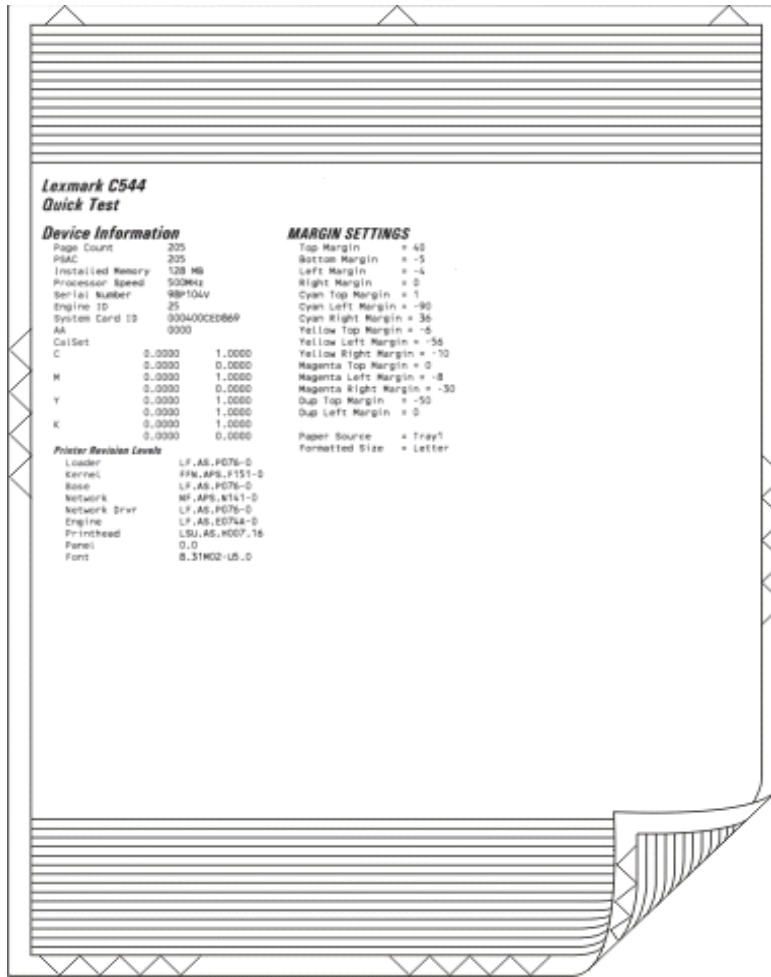 Lexmark C544
Quick Test
Device Information
Page Count 205
PSAC 205
Installed Memory 128 MB
Processor Speed 500MHz
Serial Number 98P104V
Engine ID 25
System Card ID 000400CED869
AA 0000
CalSet
C 0.0000 1.0000
0.0000 0.0000
M 0.0000 1.0000
0.0000 0.0000
Y 0.0000 1.0000
0.0000 1.0000
K 0.0000 1.0000
0.0000 0.0000
Printer Revision Levels
Loader LF.AS.P076-0
Kernel FFN.APS.F151-0
Base LF.AS.P076-0
Network NF.APS.N141-0
Network Drvr LF.AS.P076-0
Engine LF.AS.E074A-0
Printhead LSU.AS.H007.16
Panel 0.0
Font
MARGIN SETTINGS
Top Margin = 40
Bottom Margin = -5
Left Margin = -4
Right Margin = 0
Cyan Top Margin = 1
Cyan Left Margin = -90
Cyan Right Margin = 36
Yellow Top Margin = -6
Yellow Left Margin = -56
Yellow Right Margin = -10
Magenta Top Margin = 0
Magenta Left Margin = -8
Magenta Right Margin = -30
Dup Top Margin = -50
Dup Left Margin = 0
Paper Source = Tray1
Formatted Size = Letter